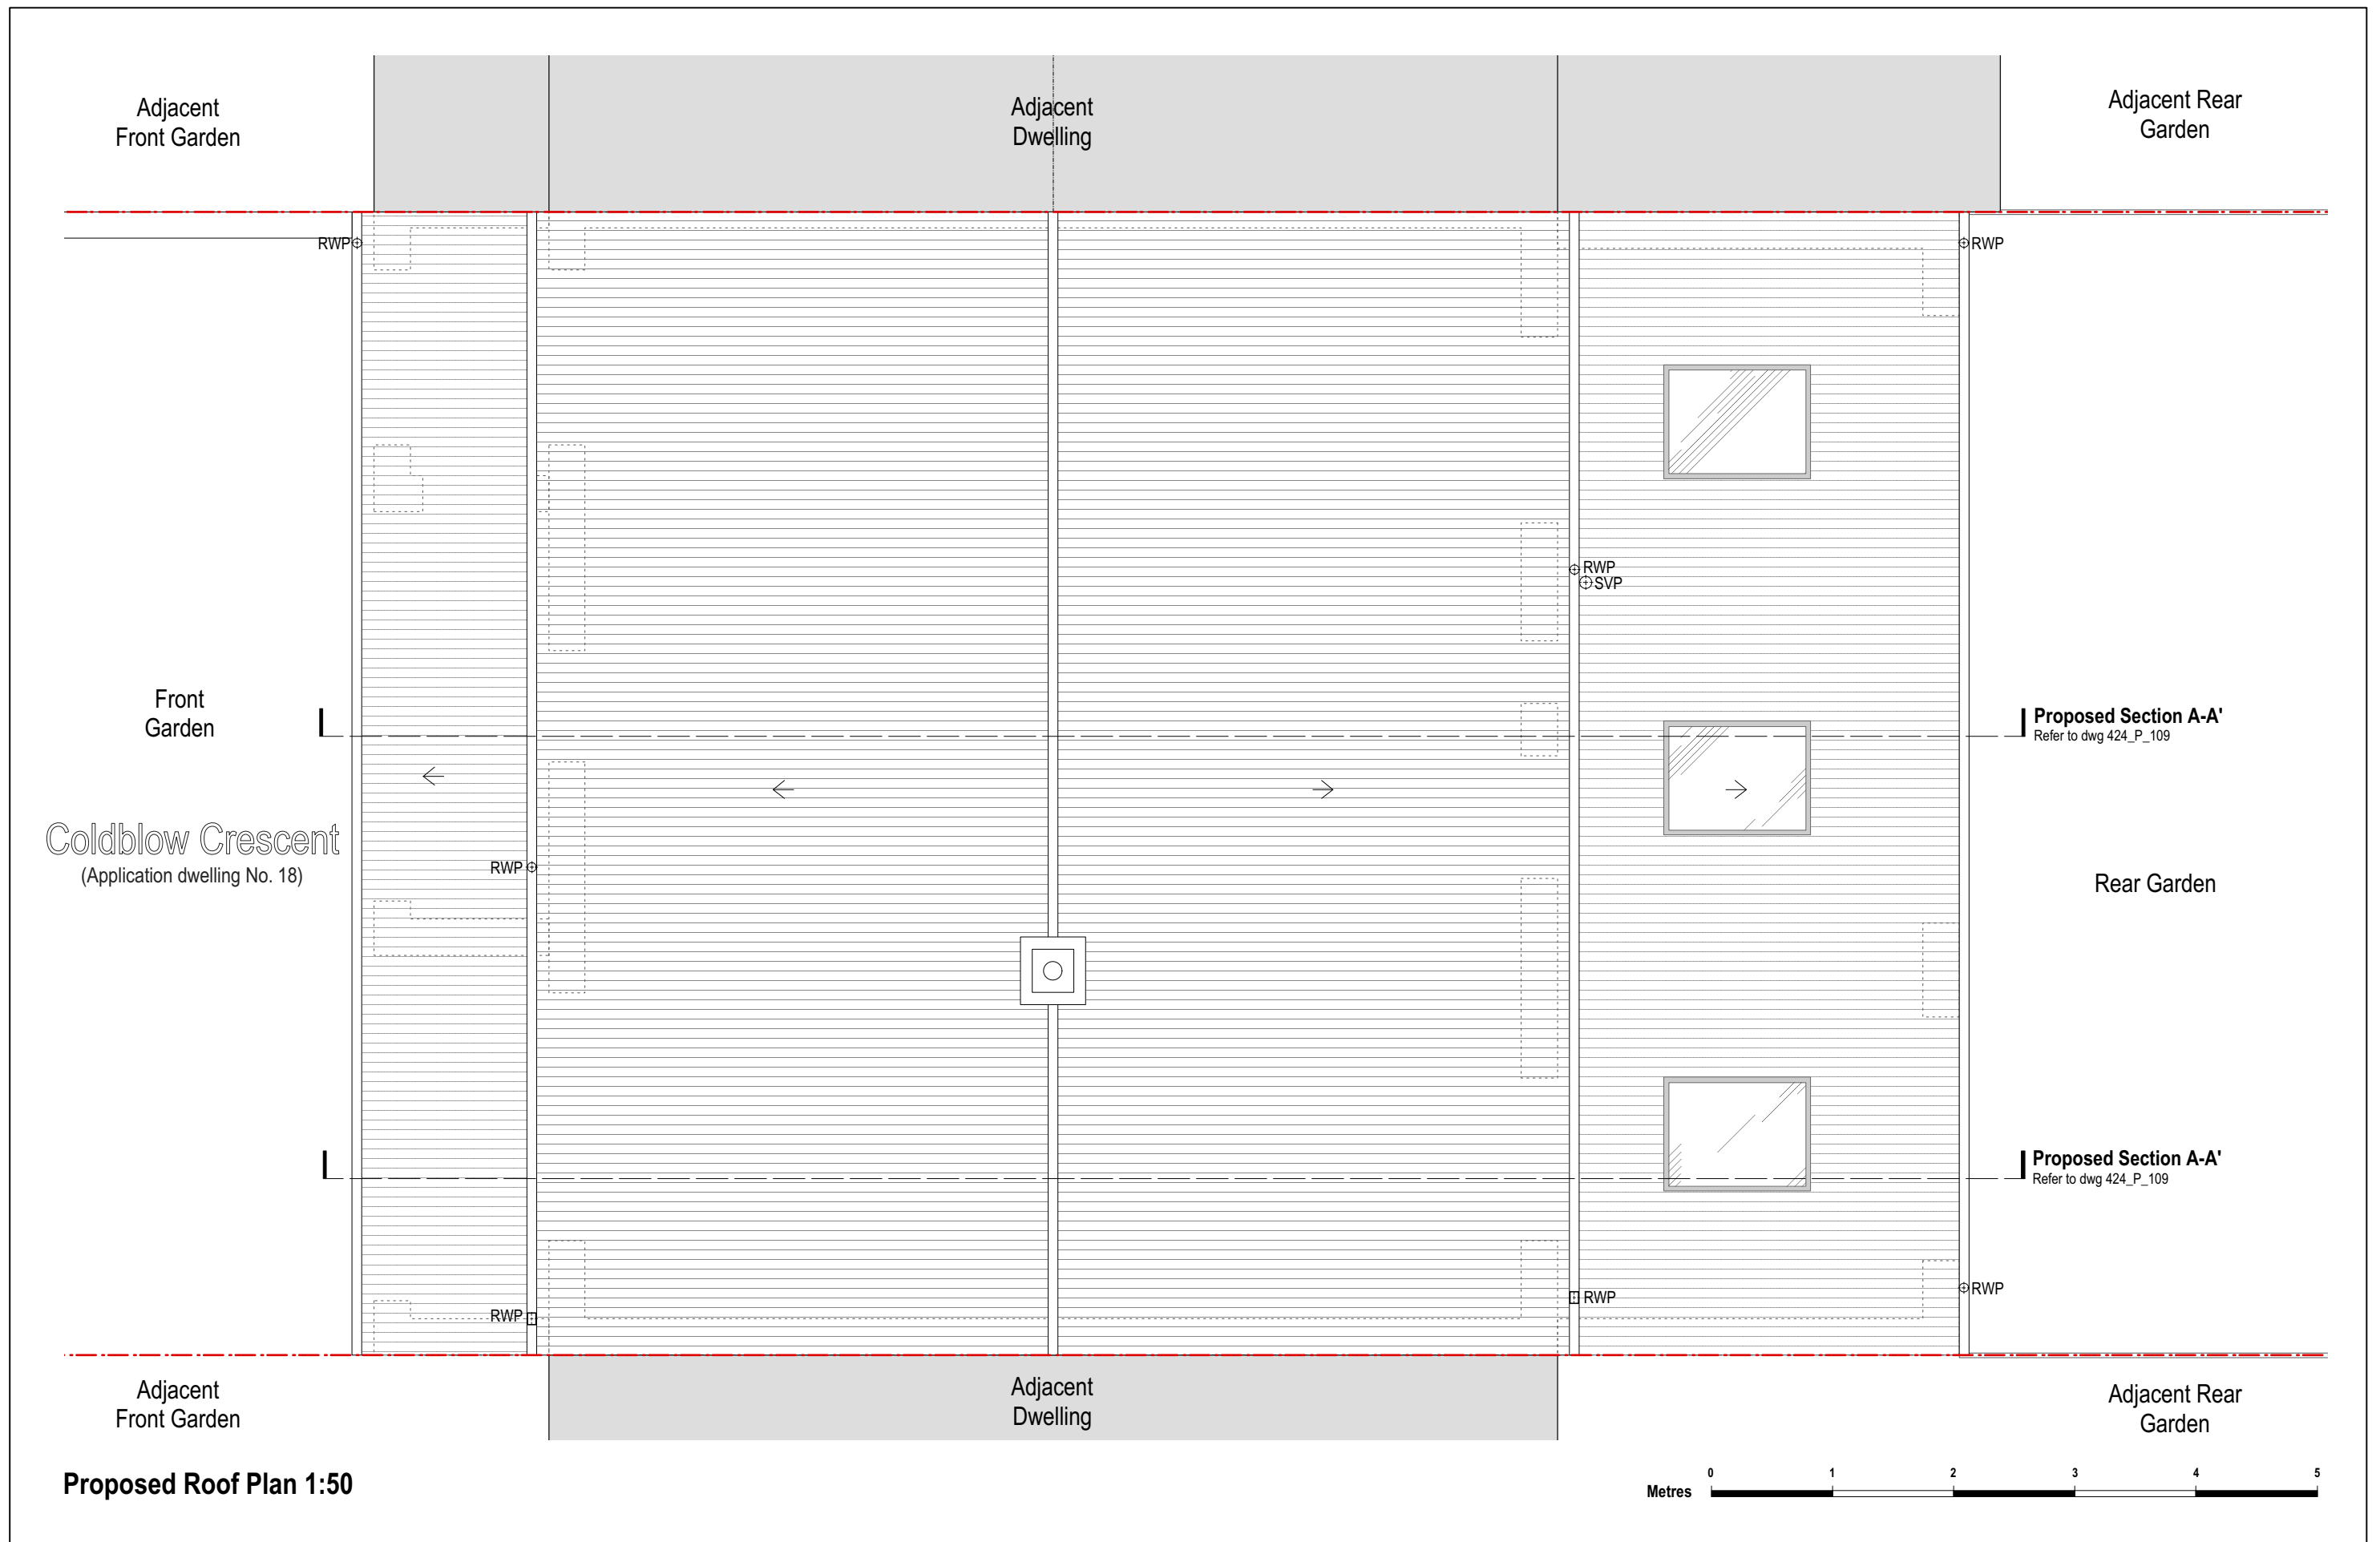 Adjacent
Front Garden
Adjacent
Dwelling
Adjacent Rear
Garden
RWP
RWP
RWP
SVP
Front
Garden
Proposed Section A-A'
Refer to dwg 424_P_109
Coldblow Crescent
(Application dwelling No. 18)
RWP
Rear Garden
Proposed Section A-A'
Refer to dwg 424_P_109
RWP
RWP
RWP
Adjacent
Front Garden
Adjacent
Dwelling
Adjacent Rear
Garden
Proposed Roof Plan 1:50
Metres
0 1 2 3 4 5